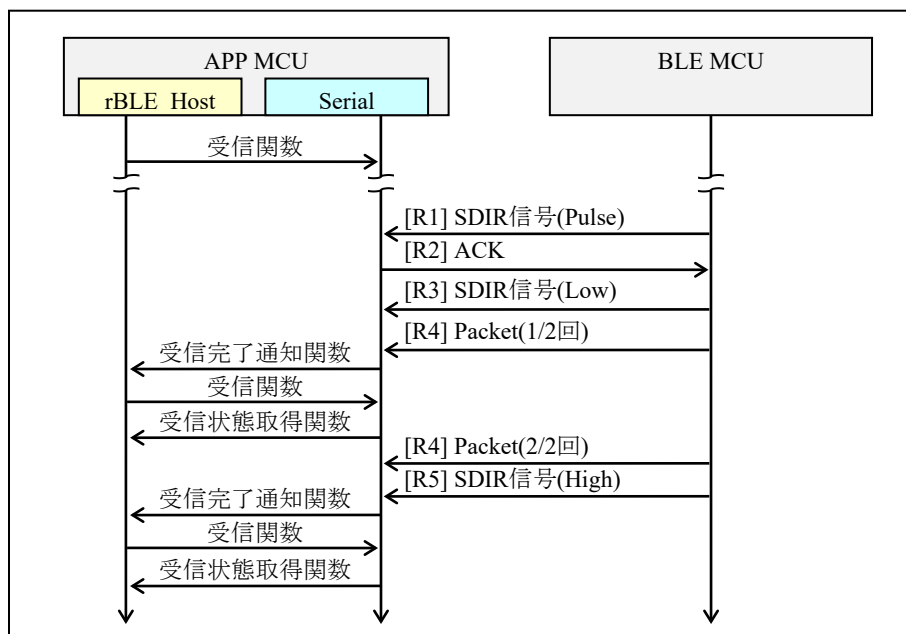 APP MCU
BLE MCU
rBLE_Host
Serial
受信関数
[R1] SDIR信号(Pulse)
[R2] ACK
[R3] SDIR信号(Low)
[R4] Packet(1/2回)
受信完了通知関数
受信関数
受信状態取得関数
[R4] Packet(2/2回)
[R5] SDIR信号(High)
受信完了通知関数
受信関数
受信状態取得関数